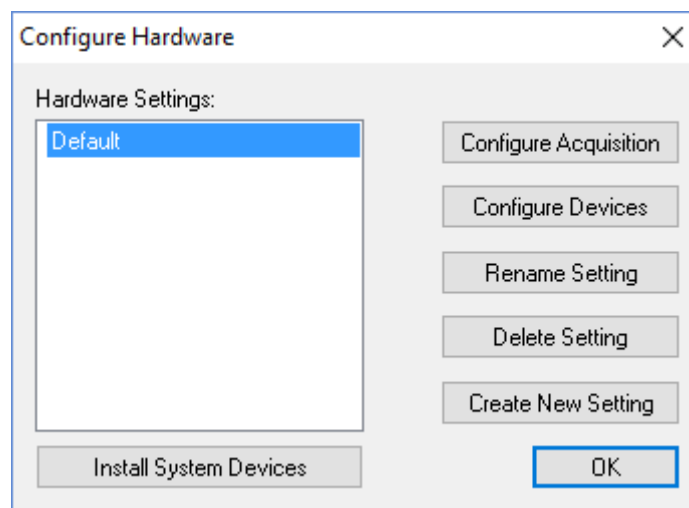 Configure Hardware
Hardware Settings:
Default
Configure Acquisition
Configure Devices
Rename Setting
Delete Setting
Create New Setting
Install System Devices
OK